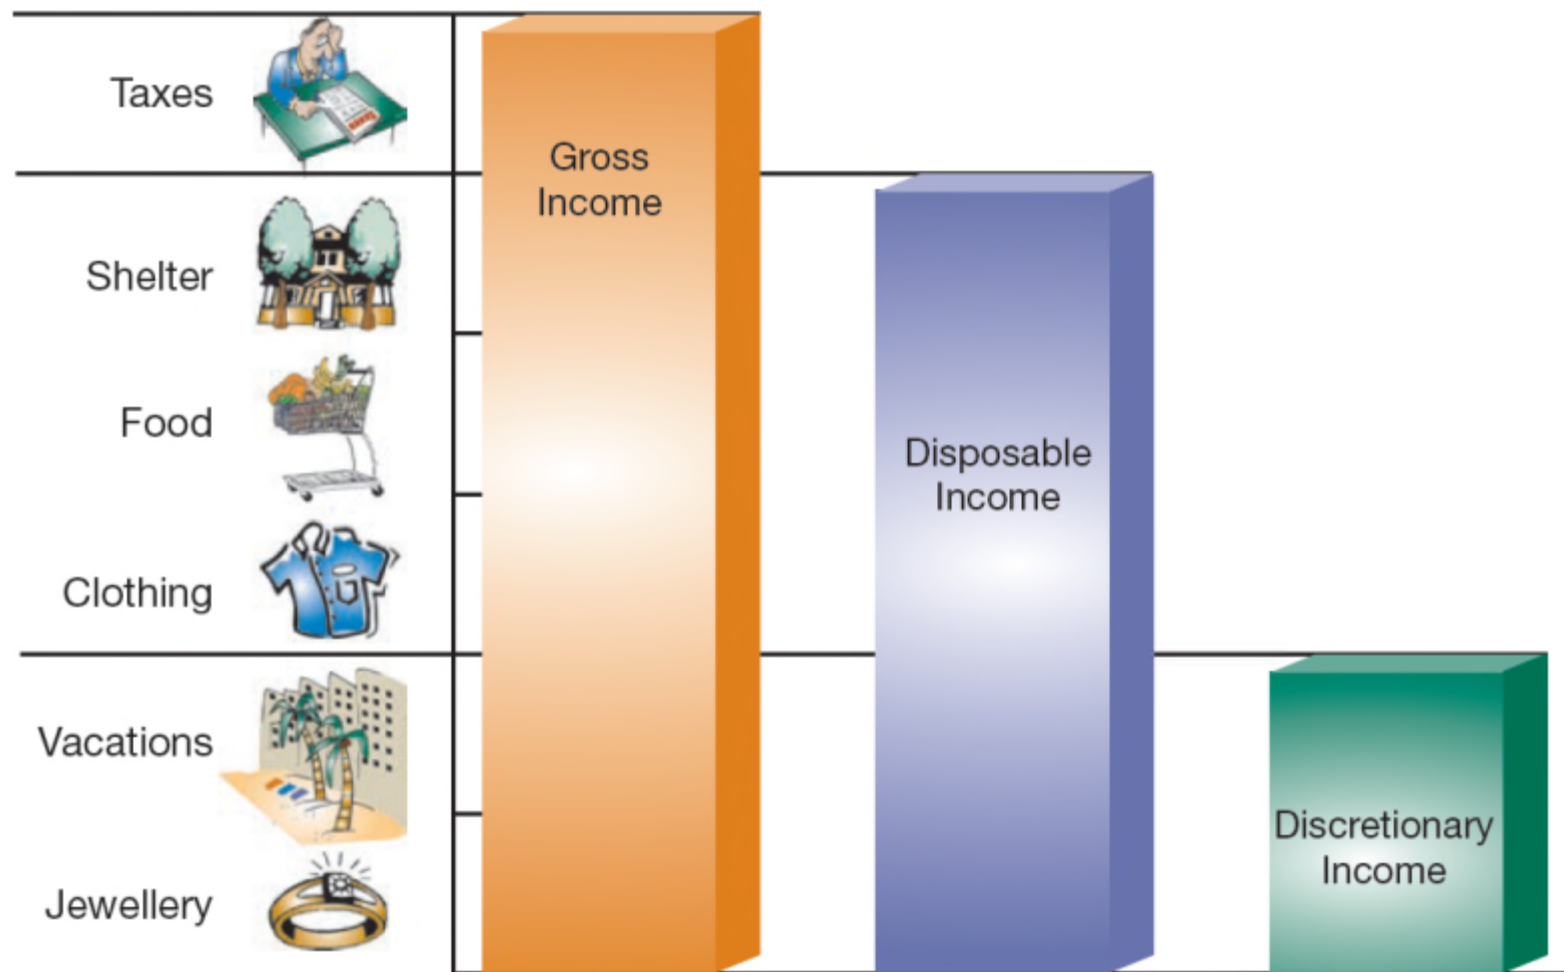 Taxes
Gross
Income
Shelter
Food
Disposable
Income
Clothing
Vacations
Discretionary
Income
Jewellery